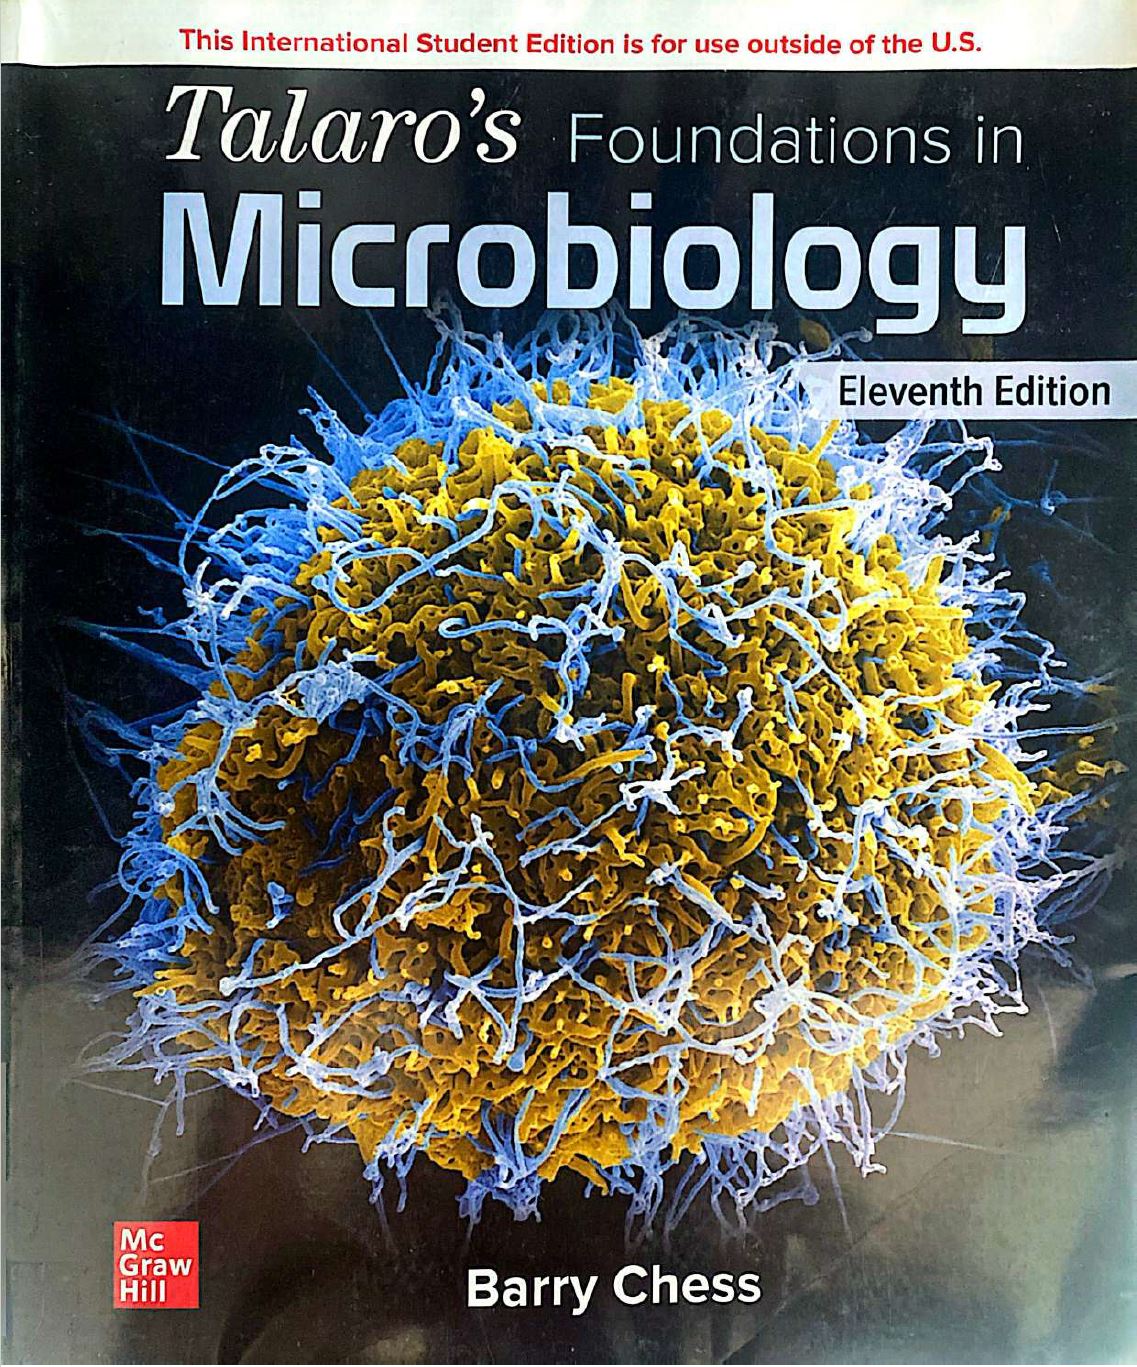 This International Student Edition is for use outside of the U.S.
Talaro's Foundations in
Microbiology
Eleventh Edition
Mc
Graw
Hill
Barry Chess